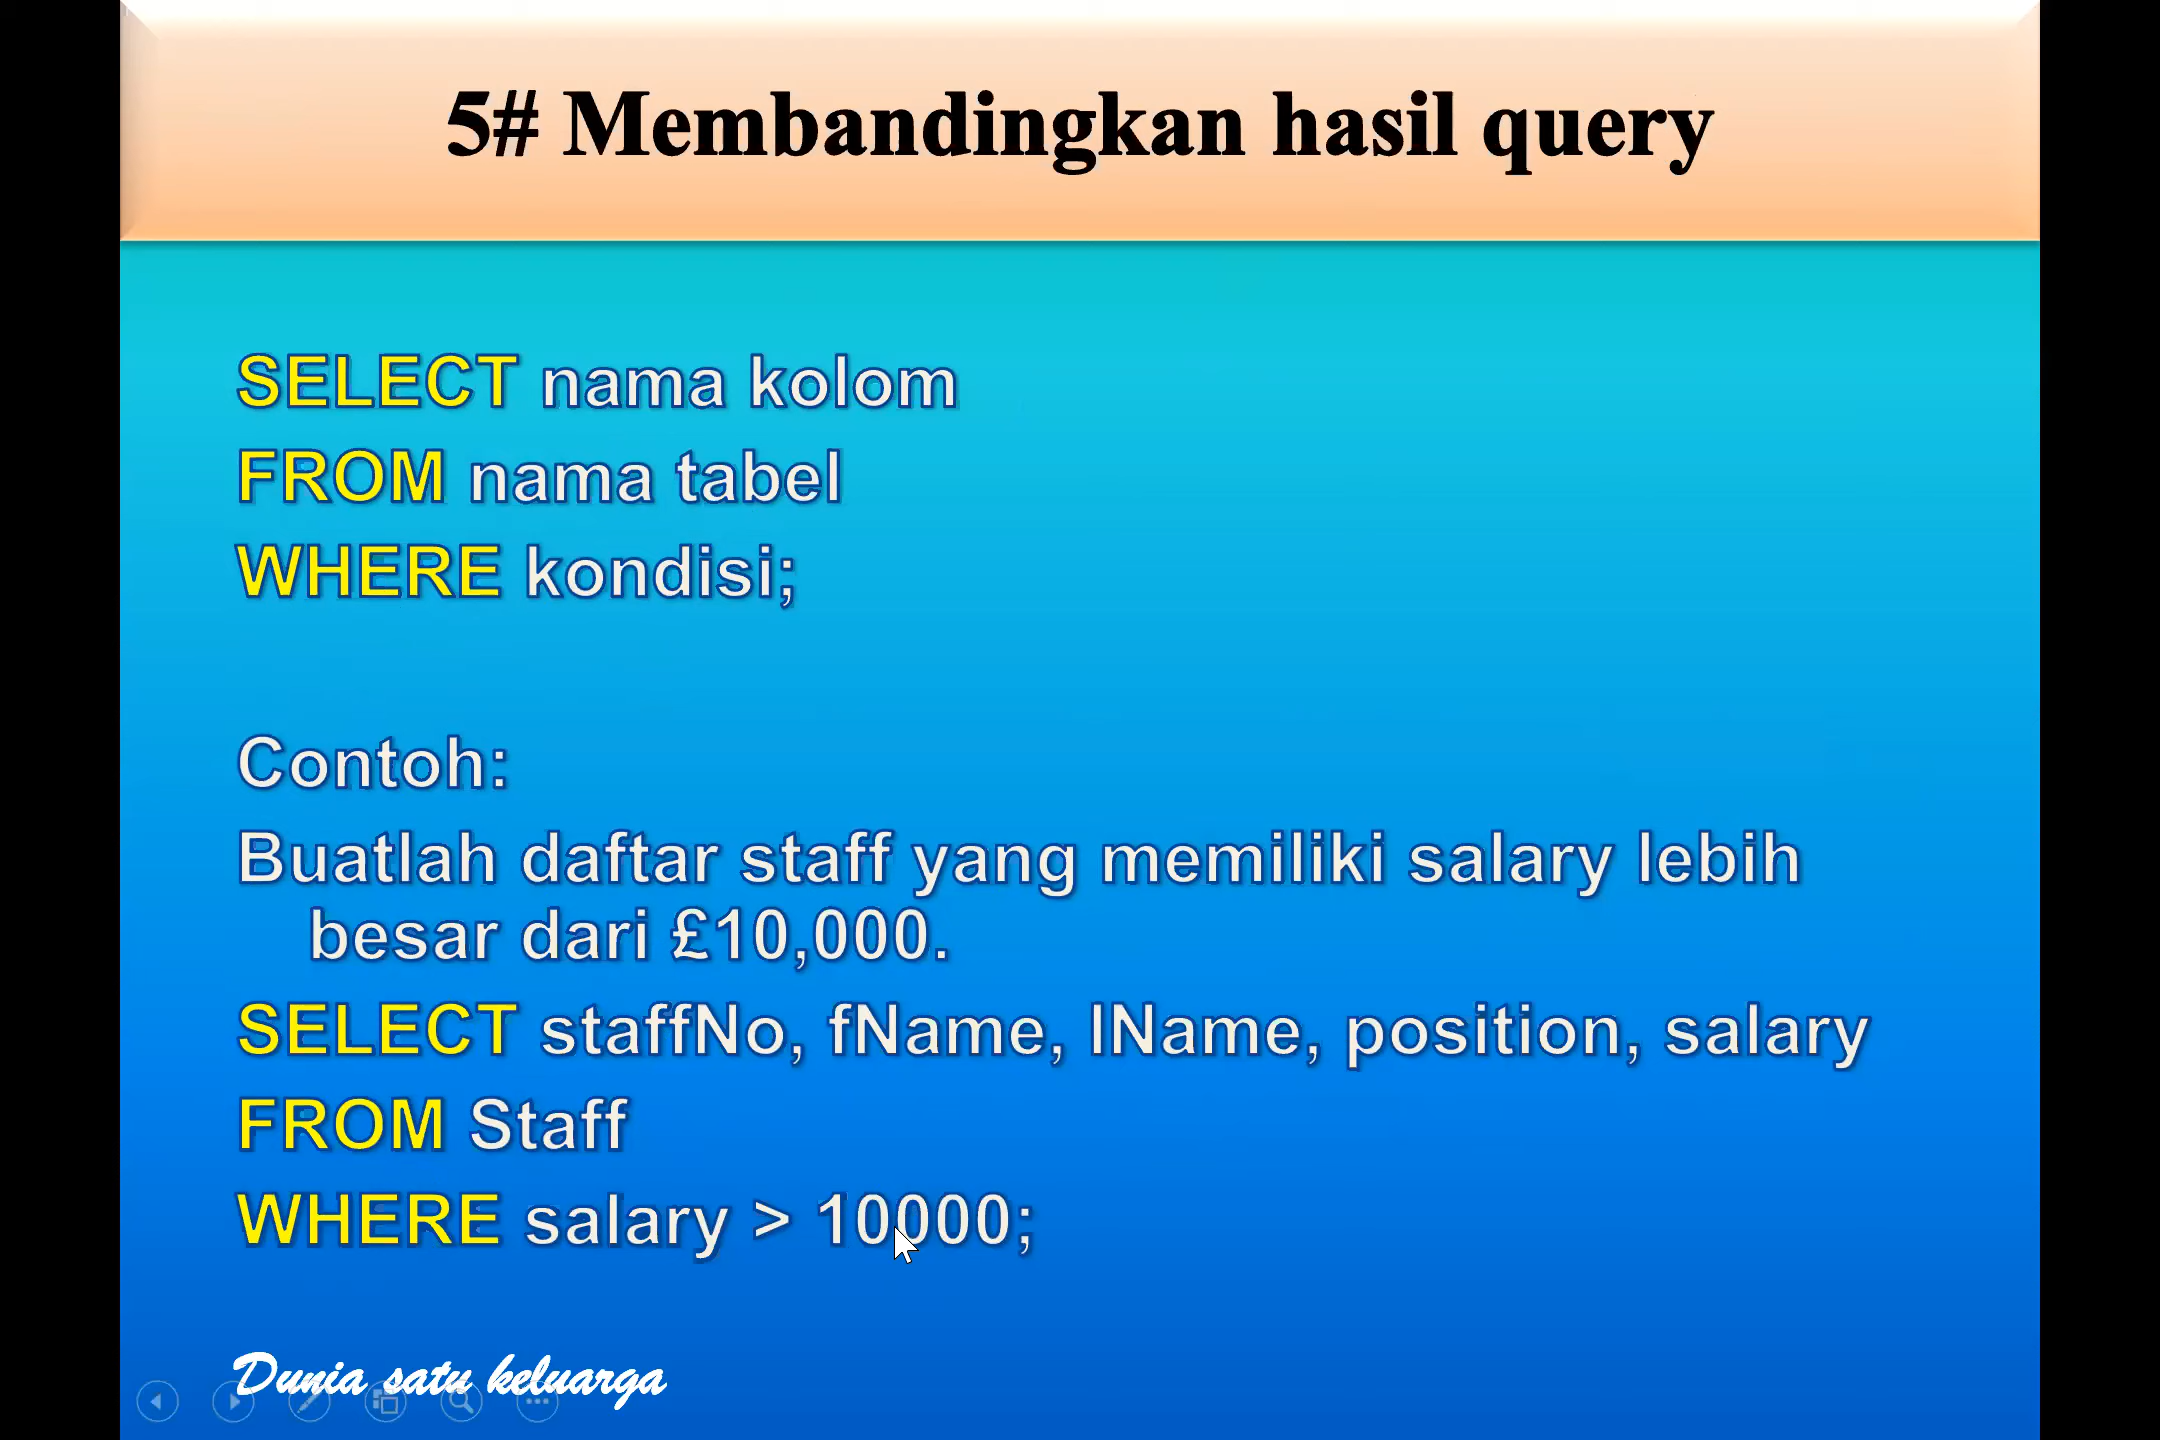 5# Membandingkan hasil query
SELECT nama kolom
FROM nama tabel
WHERE kondisi;
Contoh:
Buatlah daftar staff yang memiliki salary lebih
besar dari £10,000.
SELECT staffNo, fName, lName, position, salary
FROM Staff
WHERE salary > 10000;
Dunia satu keluarga